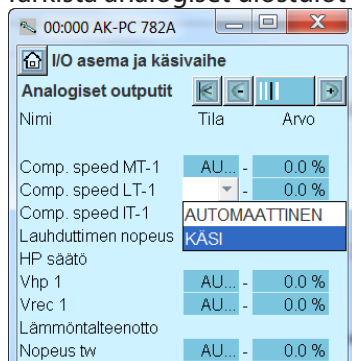 00:000 AK-PC 782A
I/O asema ja käsivaihe
Analogiset outputit
Nimi Tila Arvo
Comp. speed MT-1 AU... - 0.0 %
Comp. speed LT-1 - 0.0 %
Comp. speed IT-1 AUTOMAATTINEN
Lauhduttimen nopeus KÄSI
HP säätö
Vhp 1 AU... - 0.0 %
Vrec 1 AU... - 0.0 %
Lämmöntalteenotto
Nopeus tw AU... - 0.0 %